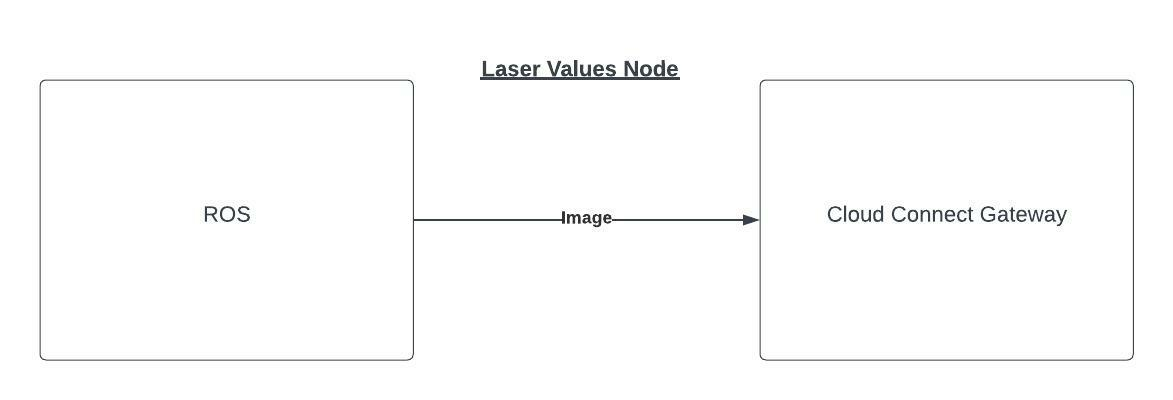 Laser Values Node
ROS
Image
Cloud Connect Gateway